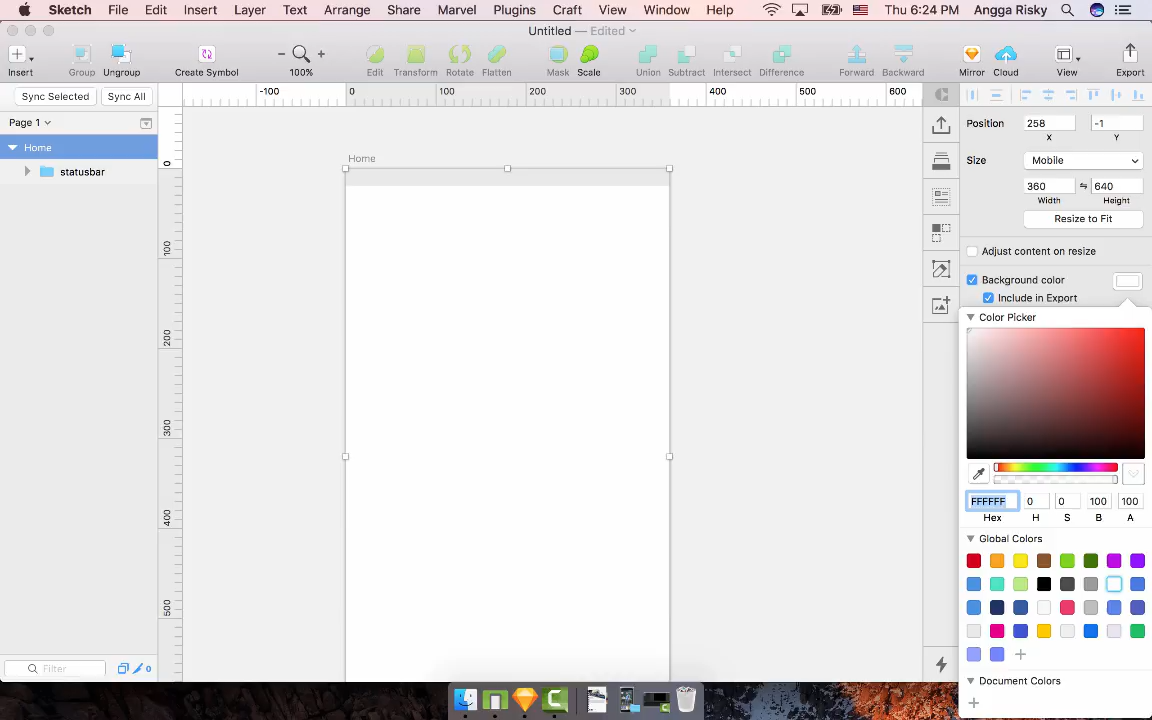 Sketch File Edit Insert Layer Text Arrange Share Marvel Plugins Craft View Window Help Thu 6:24 PM Angga Risky
Untitled — Edited
Insert Group Ungroup Create Symbol 100% Edit Transform Rotate Flatten Mask Scale Union Subtract Intersect Difference Forward Backward Mirror Cloud View Export
Sync Selected Sync All
-100 0 100 200 300 400 500 600
Page 1
Home
statusbar
Home
0
100
200
300
400
500
Position 258 -1
X Y
Size Mobile
360 640
Width Height
Resize to Fit
Adjust content on resize
Background color
Include in Export
Color Picker
FFFFFF 0 0 100 100
Hex H S B A
Global Colors
Document Colors
Filter 0